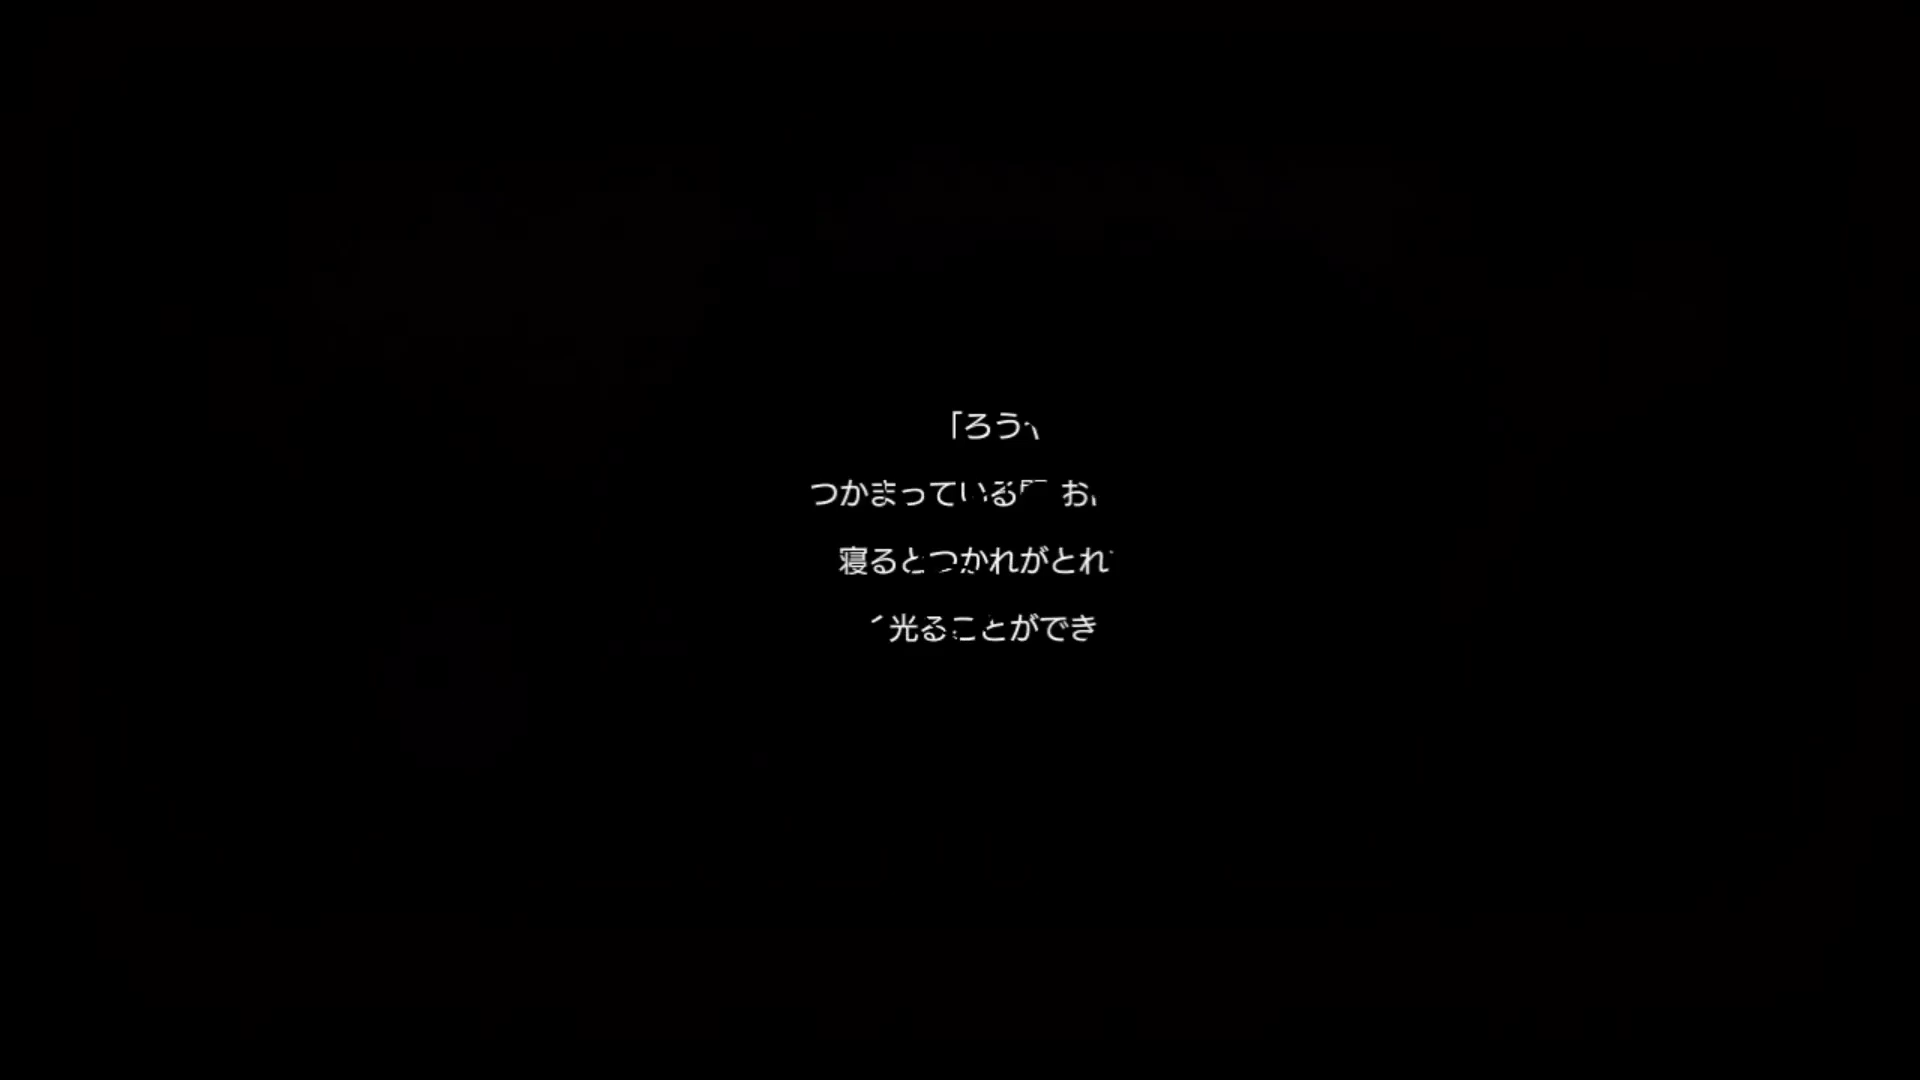 「ろう
つかまっている お
寝るとつかれがとれ
光ることができ